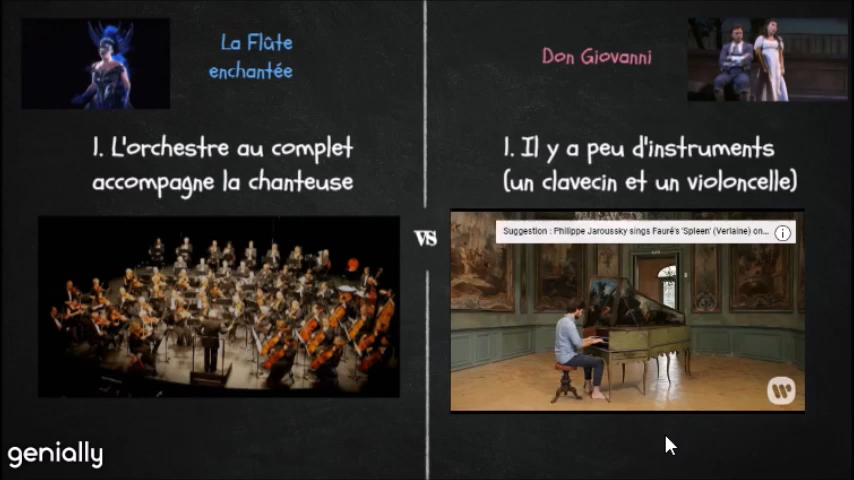 La Flûte
enchantée
1. L'orchestre au complet
accompagne la chanteuse
VS
Don Giovanni
1. Il y a peu d'instruments
(un clavecin et un violoncelle)
Suggestion : Philippe Jaroussky sings Fauré's 'Spleen' (Verlaine) on...
genially